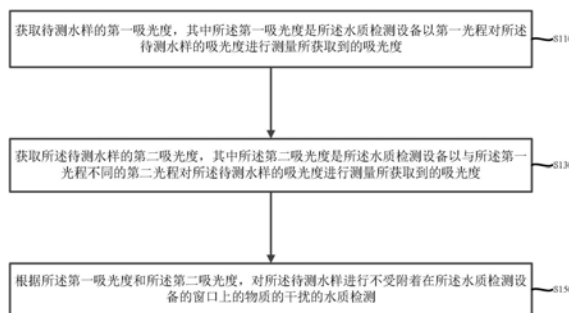 获取待测水样的第一吸光度，其中所述第一吸光度是所述水质检测设备以第一光程对所述
待测水样的吸光度进行测量所获取到的吸光度
S110
获取所述待测水样的第二吸光度，其中所述第二吸光度是所述水质检测设备以与所述第一
光程不同的第二光程对所述待测水样的吸光度进行测量所获取到的吸光度
S130
根据所述第一吸光度和所述第二吸光度，对所述待测水样进行不受附着在所述水质检测设
备的窗口上的物质的干扰的水质检测
S150